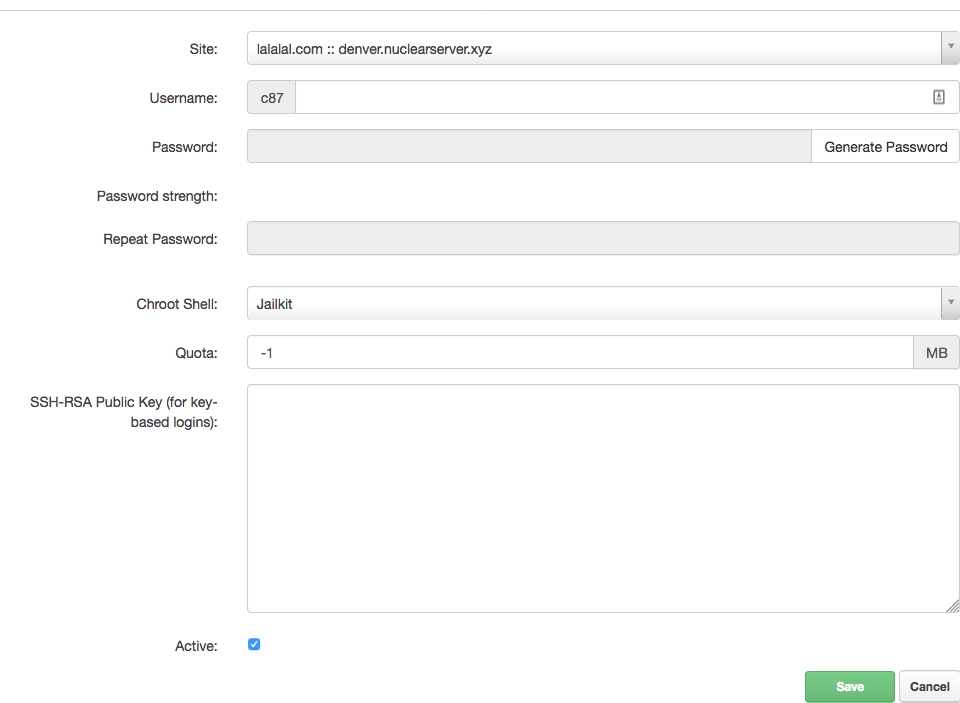 Site: lalalal.com :: denver.nuclearserver.xyz
Username: c87
Password: Generate Password
Password strength:
Repeat Password:
Chroot Shell: Jailkit
Quota: -1 MB
SSH-RSA Public Key (for key-
based logins):
Active:
Save Cancel